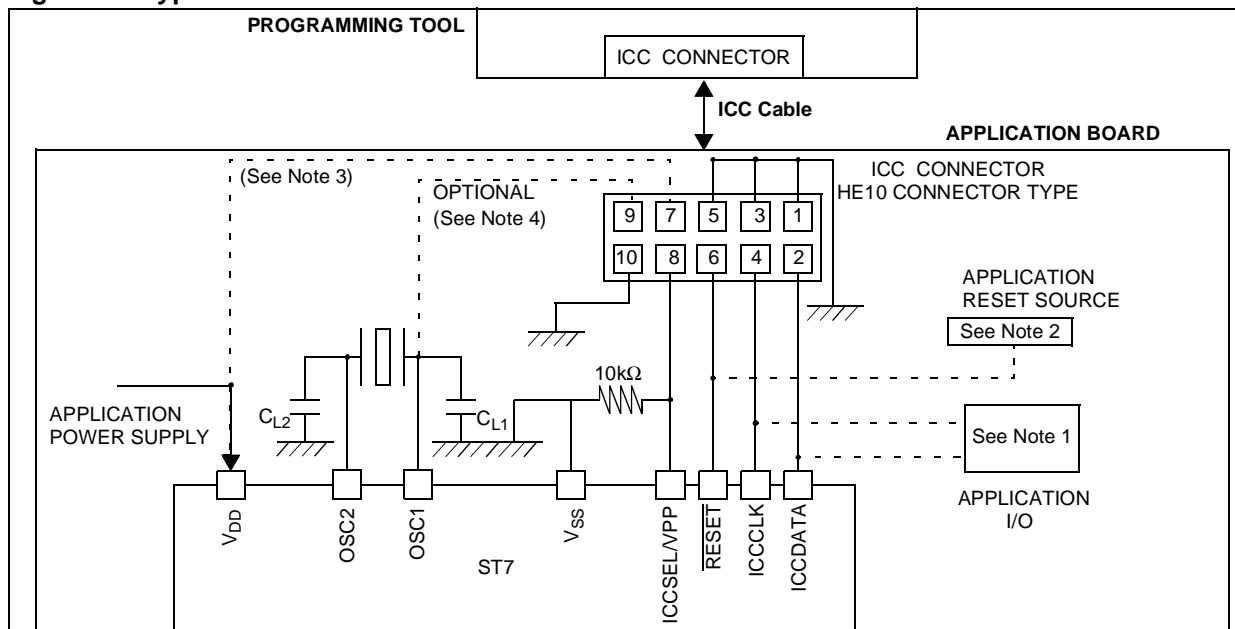 PROGRAMMING TOOL
ICC CONNECTOR
ICC Cable
APPLICATION BOARD
(See Note 3)
OPTIONAL
(See Note 4)
ICC CONNECTOR
HE10 CONNECTOR TYPE
9 7 5 3 1
10 8 6 4 2
APPLICATION
RESET SOURCE
See Note 2
10kΩ
APPLICATION
POWER SUPPLY
CL2
CL1
See Note 1
APPLICATION
I/O
VDD
OSC2
OSC1
VSS
ICCSEL/VPP
RESET
ICCCLK
ICCDATA
ST7